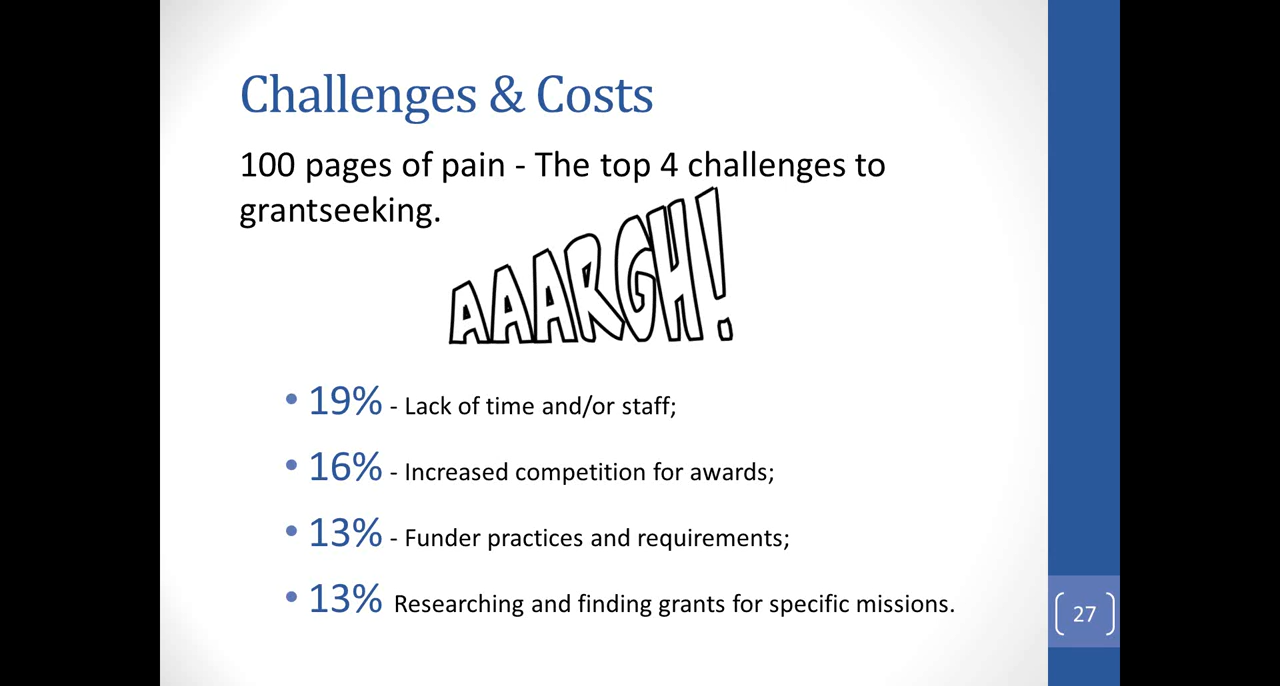 Challenges & Costs
100 pages of pain - The top 4 challenges to
grantseeking.
AAARGH!
• 19% - Lack of time and/or staff;
• 16% - Increased competition for awards;
• 13% - Funder practices and requirements;
• 13% Researching and finding grants for specific missions.
27